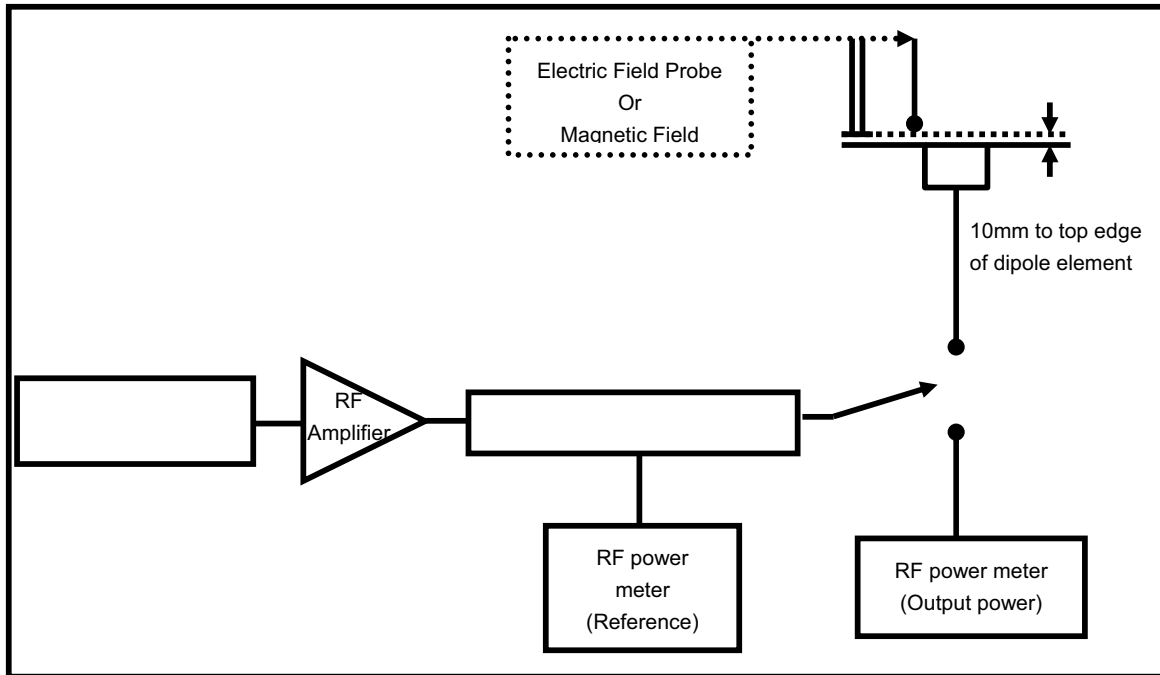 Electric Field Probe
Or
Magnetic Field
10mm to top edge
of dipole element
RF
Amplifier
RF power
meter
(Reference)
RF power meter
(Output power)